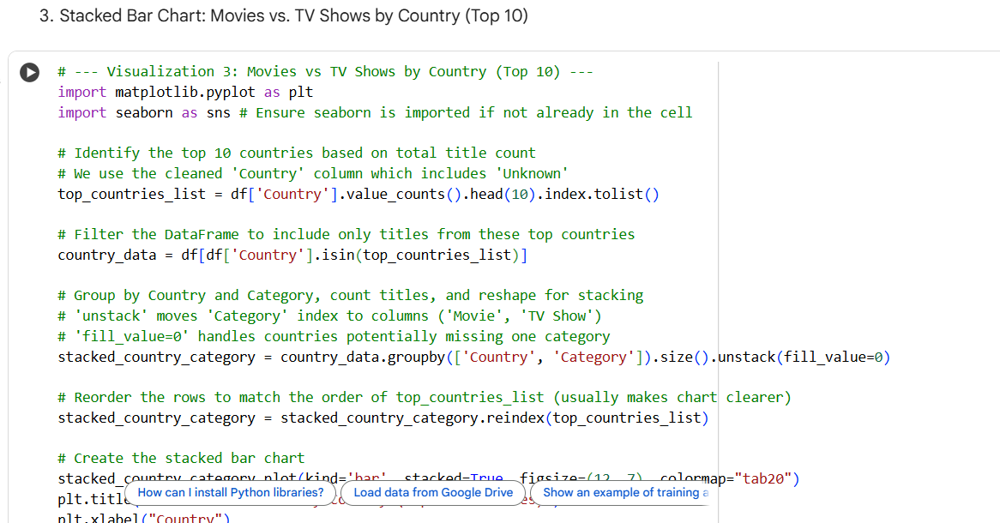 3. Stacked Bar Chart: Movies vs. TV Shows by Country (Top 10)
# --- Visualization 3: Movies vs TV Shows by Country (Top 10) ---
import matplotlib.pyplot as plt
import seaborn as sns # Ensure seaborn is imported if not already in the cell
# Identify the top 10 countries based on total title count
# We use the cleaned 'Country' column which includes 'Unknown'
top_countries_list = df['Country'].value_counts().head(10).index.tolist()
# Filter the DataFrame to include only titles from these top countries
country_data = df[df['Country'].isin(top_countries_list)]
# Group by Country and Category, count titles, and reshape for stacking
# 'unstack' moves 'Category' index to columns ('Movie', 'TV Show')
# 'fill_value=0' handles countries potentially missing one category
stacked_country_category = country_data.groupby(['Country', 'Category']).size().unstack(fill_value=0)
# Reorder the rows to match the order of top_countries_list (usually makes chart clearer)
stacked_country_category = stacked_country_category.reindex(top_countries_list)
# Create the stacked bar chart
stacked_country_category.plot(kind='bar', stacked=True, figsize=(12, 7), colormap="tab20")
plt.title(
How can I install Python libraries?
Load data from Google Drive
Show an example of training a
plt.xlabel("Country")